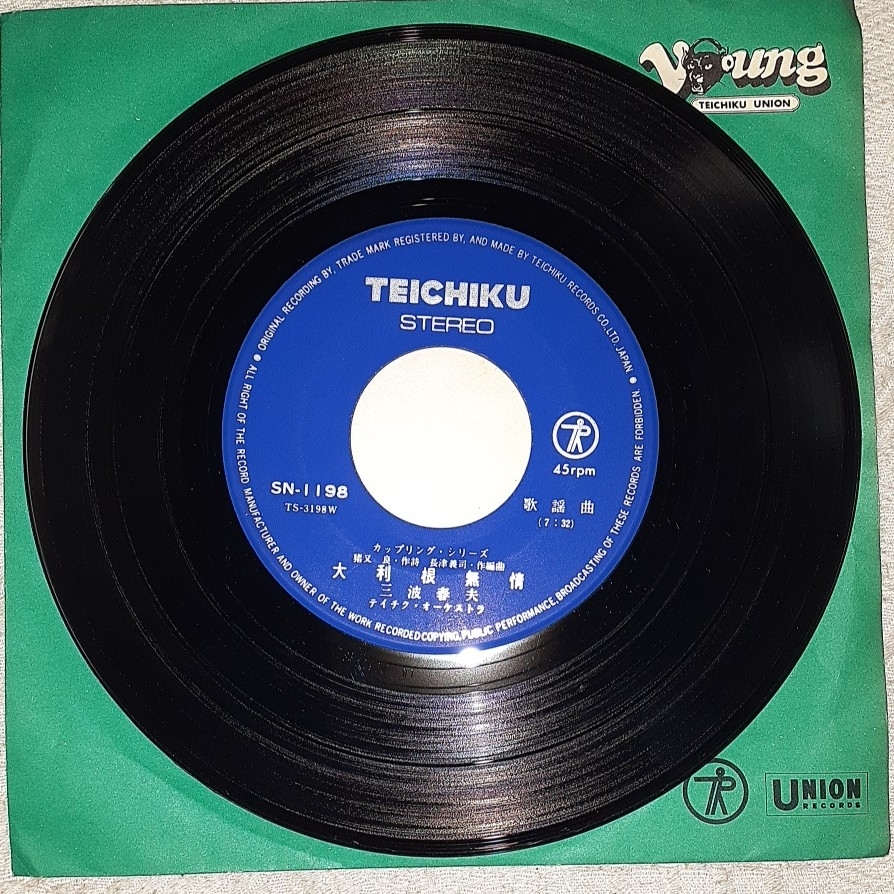 Young
TEICHIKU UNION
ORIGINAL RECORDING BY, TRADE MARK REGISTERED BY, AND MADE BY TEICHIKU RECORDS CO., LTD. JAPAN
ALL RIGHT OF THE RECORD MANUFACTURER AND OWNER OF THE WORK RECORDED COPYING, PUBLIC PERFORMANCE, BROADCASTING OF THESE RECORDS ARE FORBIDDEN.
TEICHIKU
STEREO
45rpm
SN-1198
TS-3198W
歌謡曲
(7:32)
カップリング・シリーズ
猪又 良・作詩 長津義司・作編曲
大利根無情
三波春夫
テイチク・オーケストラ
UNION
RECORDS